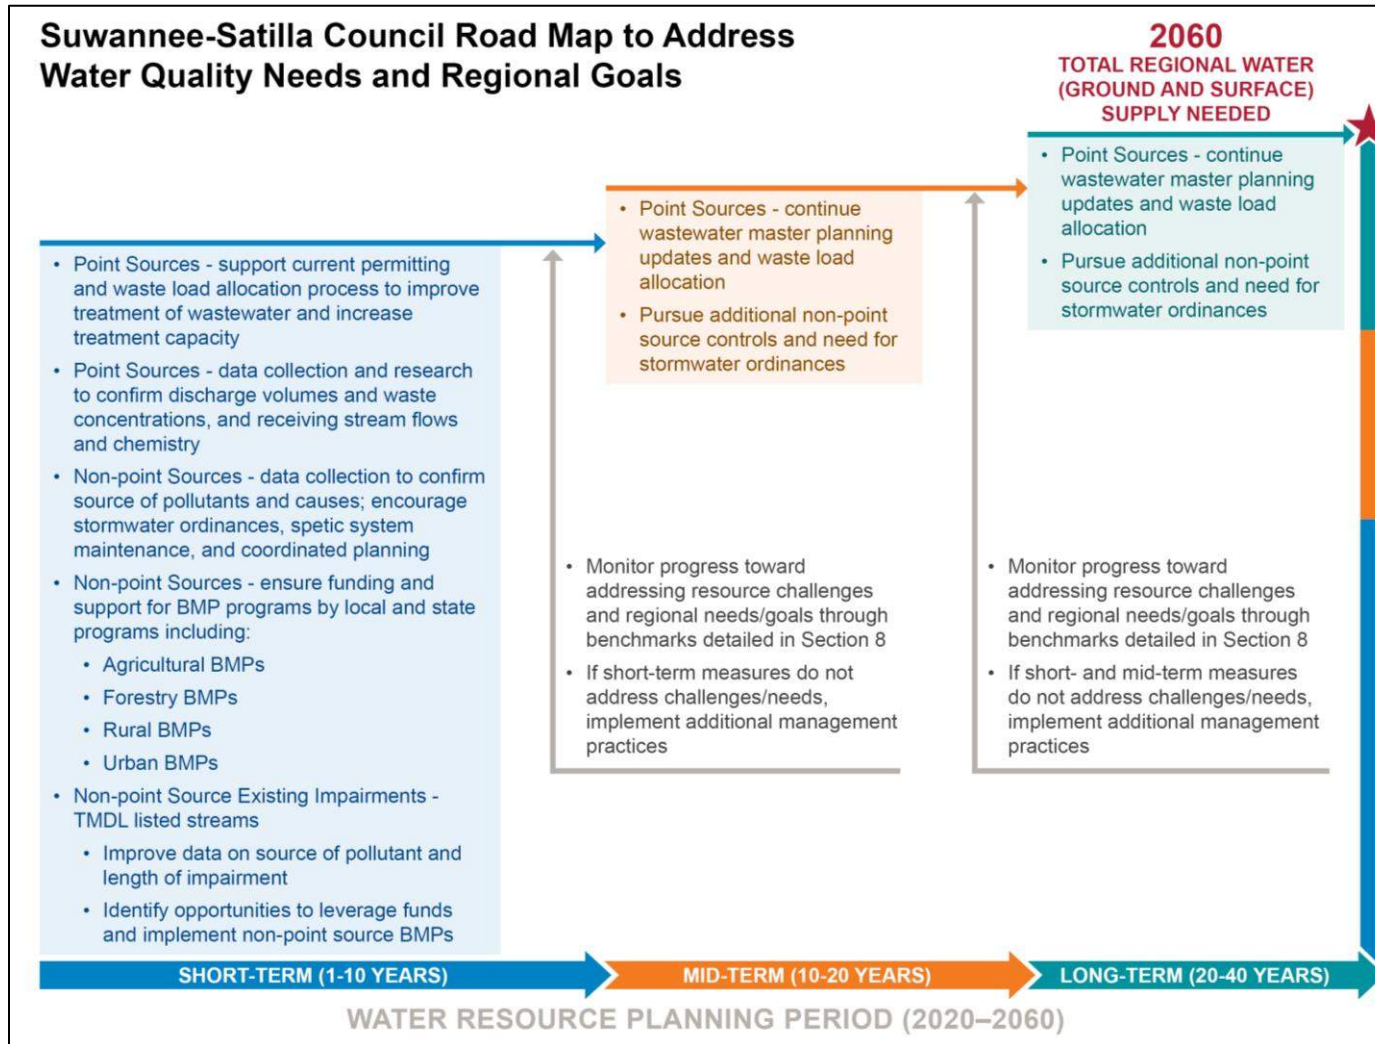 Suwannee-Satilla Council Road Map to Address
Water Quality Needs and Regional Goals
2060
TOTAL REGIONAL WATER
(GROUND AND SURFACE)
SUPPLY NEEDED
• Point Sources - support current permitting
and waste load allocation process to improve
treatment of wastewater and increase
treatment capacity
• Point Sources - data collection and research
to confirm discharge volumes and waste
concentrations, and receiving stream flows
and chemistry
• Non-point Sources - data collection to confirm
source of pollutants and causes; encourage
stormwater ordinances, spetic system
maintenance, and coordinated planning
• Non-point Sources - ensure funding and
support for BMP programs by local and state
programs including:
• Agricultural BMPs
• Forestry BMPs
• Rural BMPs
• Urban BMPs
• Non-point Source Existing Impairments -
TMDL listed streams
• Improve data on source of pollutant and
length of impairment
• Identify opportunities to leverage funds
and implement non-point source BMPs
• Point Sources - continue
wastewater master planning
updates and waste load
allocation
• Pursue additional non-point
source controls and need for
stormwater ordinances
• Monitor progress toward
addressing resource challenges
and regional needs/goals through
benchmarks detailed in Section 8
• If short-term measures do not
address challenges/needs,
implement additional management
practices
• Point Sources - continue
wastewater master planning
updates and waste load
allocation
• Pursue additional non-point
source controls and need for
stormwater ordinances
• Monitor progress toward
addressing resource challenges
and regional needs/goals through
benchmarks detailed in Section 8
• If short- and mid-term measures
do not address challenges/needs,
implement additional management
practices
SHORT-TERM (1-10 YEARS)
MID-TERM (10-20 YEARS)
LONG-TERM (20-40 YEARS)
WATER RESOURCE PLANNING PERIOD (2020–2060)